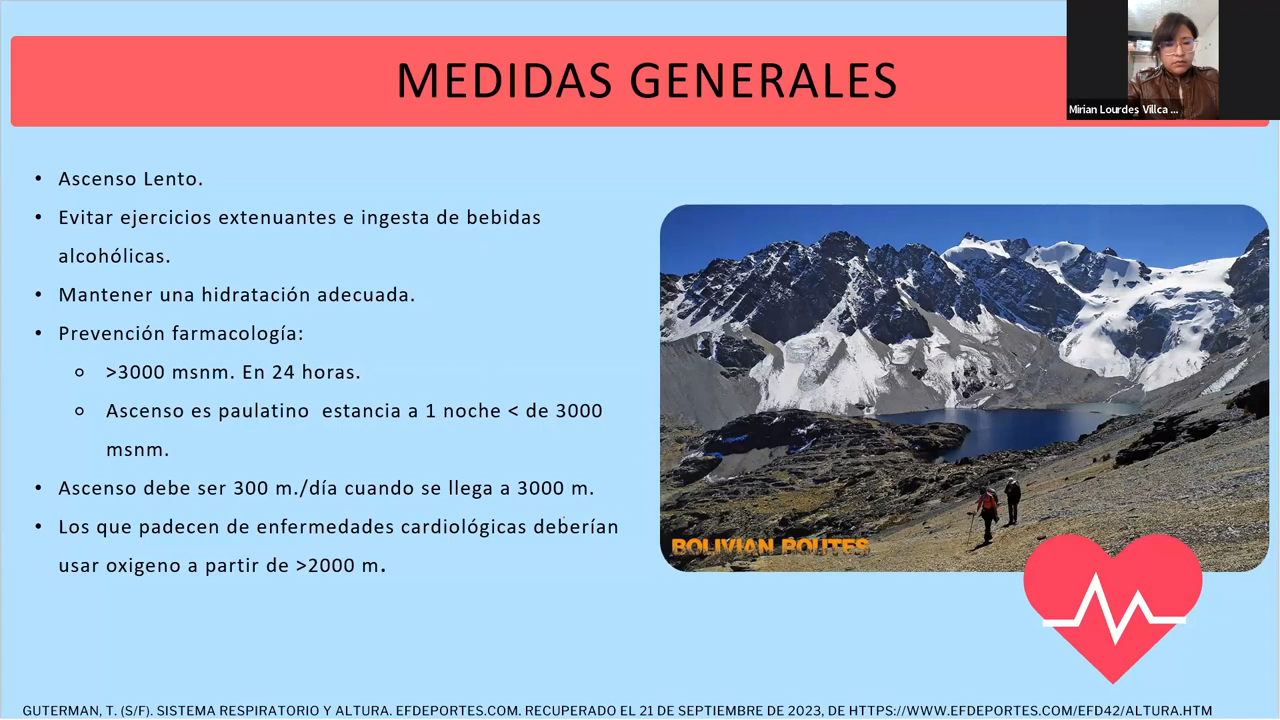 MEDIDAS GENERALES
Mirian Lourdes Villca ...
• Ascenso Lento.
• Evitar ejercicios extenuantes e ingesta de bebidas
alcohólicas.
• Mantener una hidratación adecuada.
• Prevención farmacología:
o >3000 msnm. En 24 horas.
o Ascenso es paulatino estancia a 1 noche < de 3000
msnm.
• Ascenso debe ser 300 m./día cuando se llega a 3000 m.
• Los que padecen de enfermedades cardiológicas deberían
usar oxigeno a partir de >2000 m.
BOLIVIAN ROUTES
GUTERMAN, T. (S/F). SISTEMA RESPIRATORIO Y ALTURA. EFDEPORTES.COM. RECUPERADO EL 21 DE SEPTIEMBRE DE 2023, DE HTTPS://WWW.EFDEPORTES.COM/EFD42/ALTURA.HTM